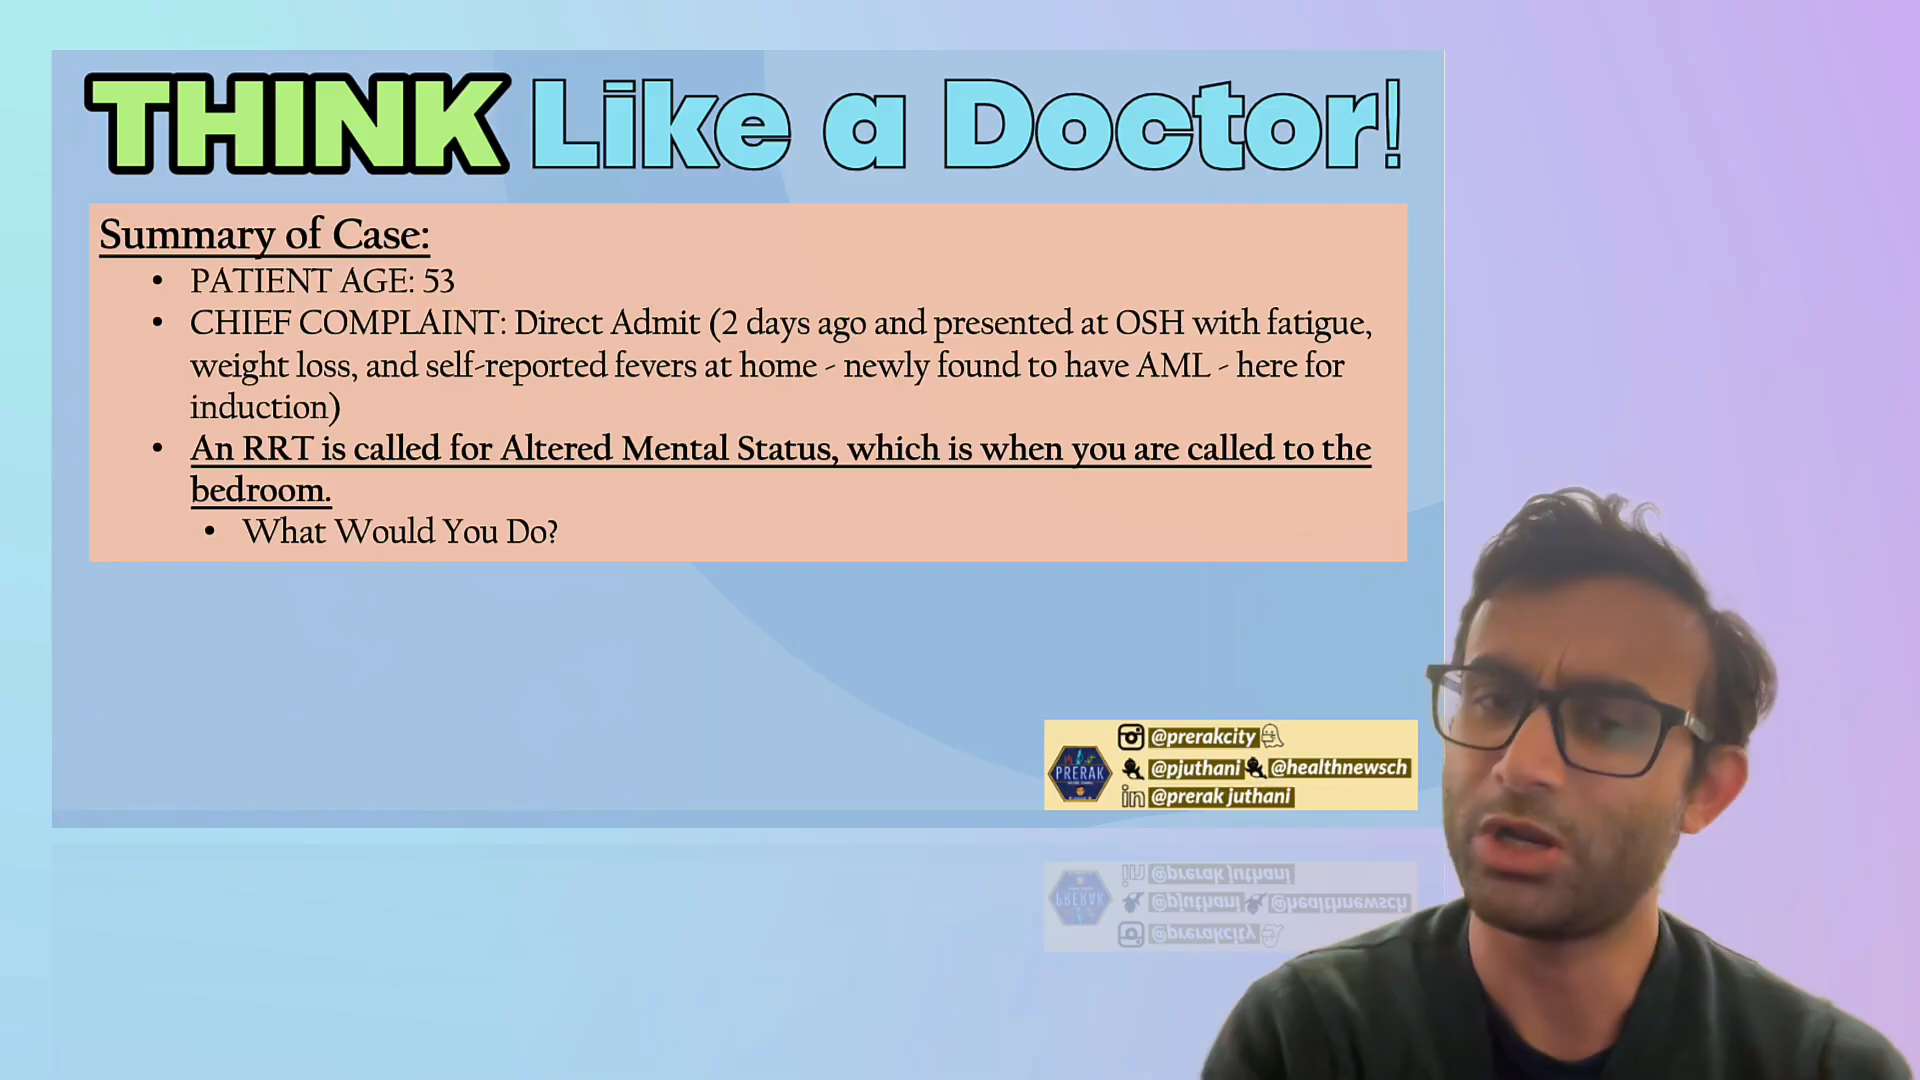 THINK Like a Doctor!
Summary of Case:
• PATIENT AGE: 53
• CHIEF COMPLAINT: Direct Admit (2 days ago and presented at OSH with fatigue,
weight loss, and self-reported fevers at home - newly found to have AML - here for
induction)
• An RRT is called for Altered Mental Status, which is when you are called to the
bedroom.
• What Would You Do?
@prerakcity
PRERAK
@pjuthani @healthnewsch
in @prerak juthani